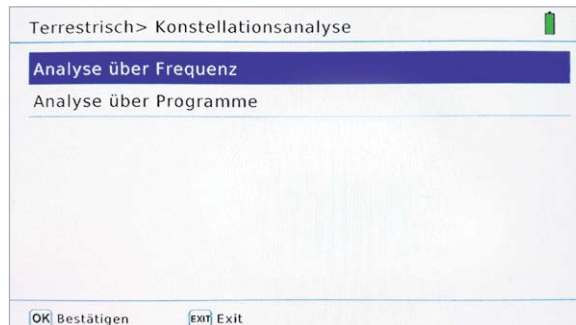 Terrestrisch> Konstellationsanalyse
Analyse über Frequenz
Analyse über Programme
OK Bestätigen EXIT Exit